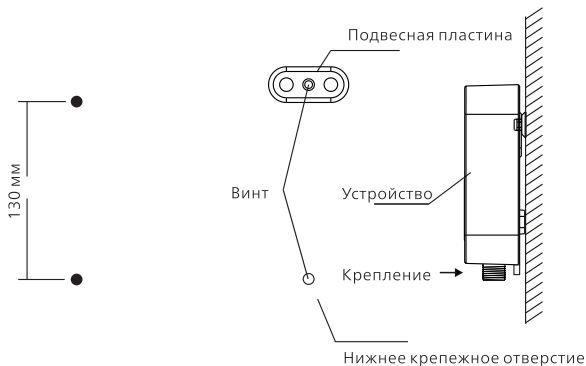 Подвесная пластина
130 мм
Винт
Устройство
Крепление
Нижнее крепежное отверстие